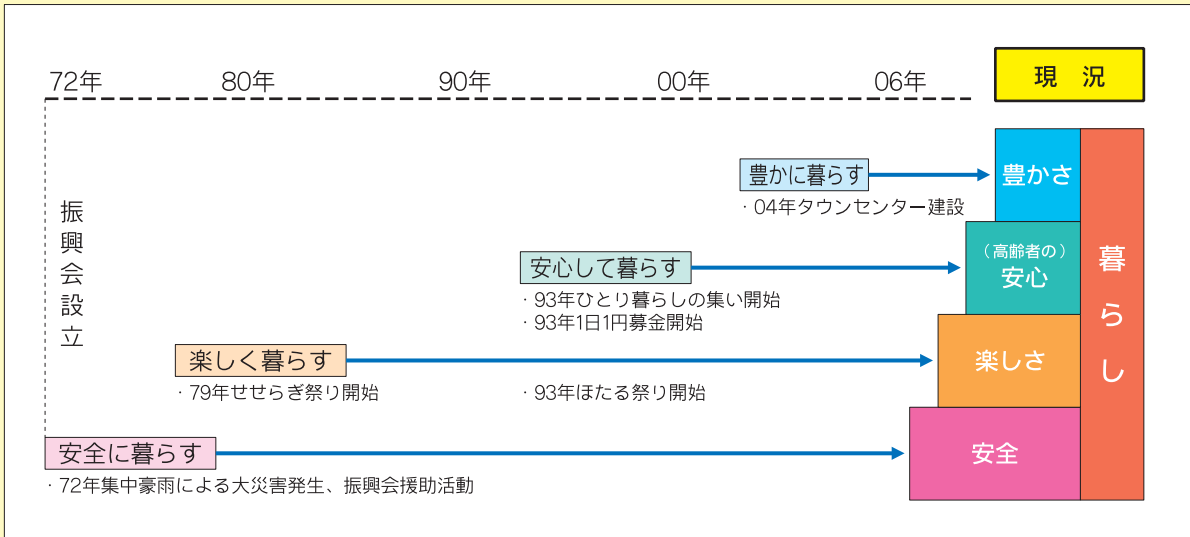 72年 80年 90年 00年 06年 現 況
振興会設立
豊かに暮らす
・04年タウンセンター建設
豊かさ
安心して暮らす
・93年ひとり暮らしの集い開始
・93年1日1円募金開始
(高齢者の)
安心
楽しく暮らす
・79年せせらぎ祭り開始 ・93年ほたる祭り開始
楽しさ
安全に暮らす
・72年集中豪雨による大災害発生、振興会援助活動
安全
暮らし